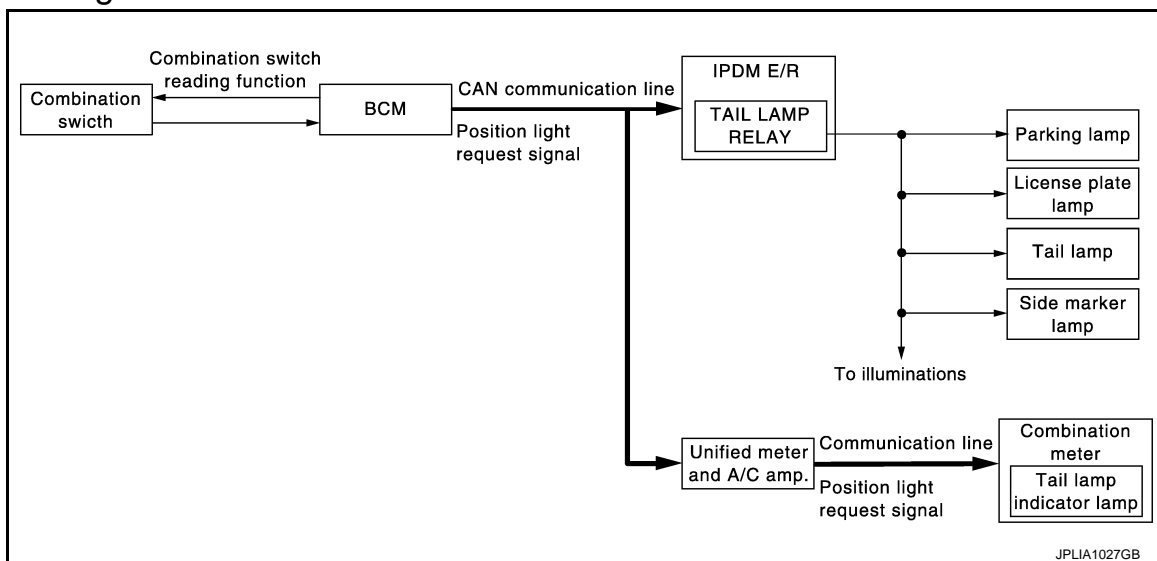 Combination switch
reading function
Combination
swicth
BCM
CAN communication line
Position light
request signal
IPDM E/R
TAIL LAMP
RELAY
Parking lamp
License plate
lamp
Tail lamp
Side marker
lamp
To illuminations
Unified meter
and A/C amp.
Communication line
Position light
request signal
Combination
meter
Tail lamp
indicator lamp
JPLIA1027GB